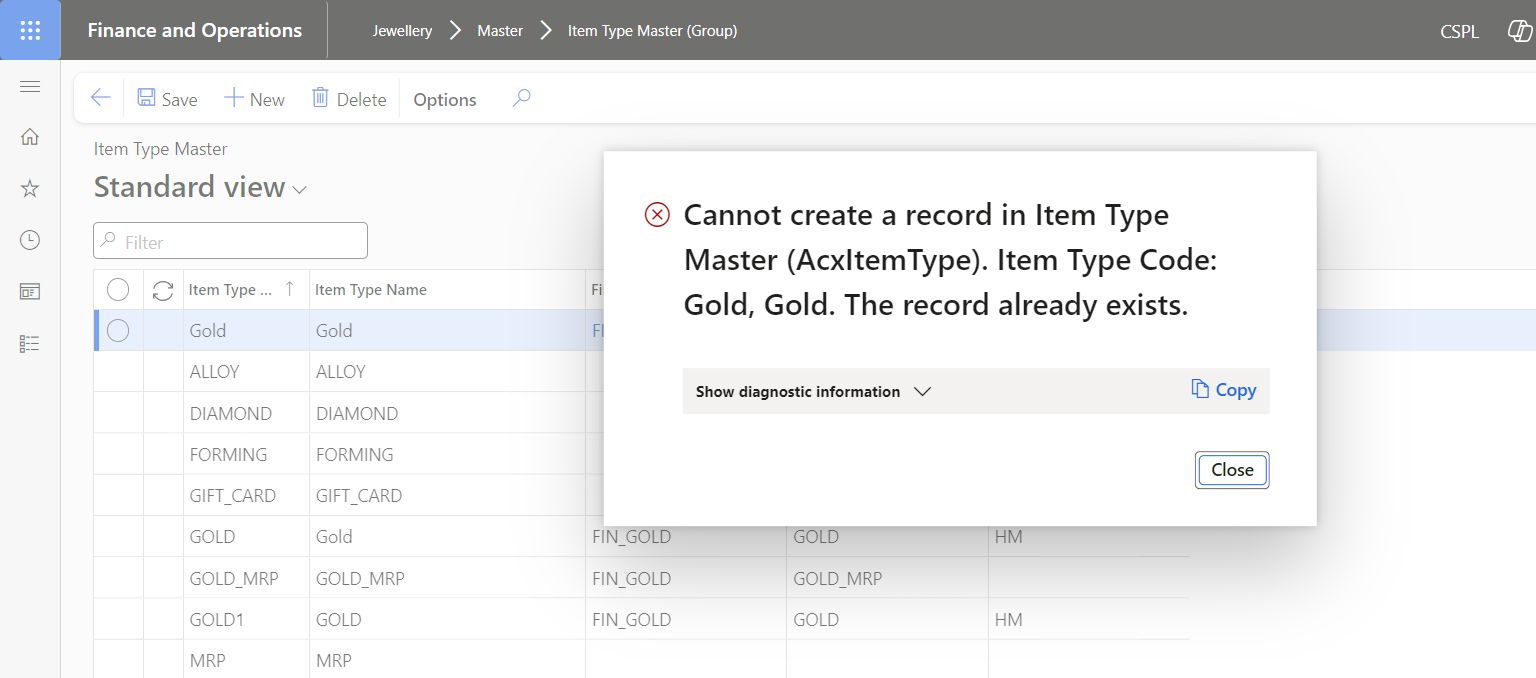 Finance and Operations
Jewellery
Master
Item Type Master (Group)
CSPL
Save
New
Delete
Options
Item Type Master
Standard view
Filter
Item Type ... Item Type Name
Gold Gold
ALLOY ALLOY
DIAMOND DIAMOND
FORMING FORMING
GIFT_CARD GIFT_CARD
GOLD Gold FIN_GOLD GOLD HM
GOLD_MRP GOLD_MRP FIN_GOLD GOLD_MRP
GOLD1 GOLD FIN_GOLD GOLD HM
MRP MRP
Cannot create a record in Item Type
Master (AcxItemType). Item Type Code:
Gold, Gold. The record already exists.
Show diagnostic information
Copy
Close